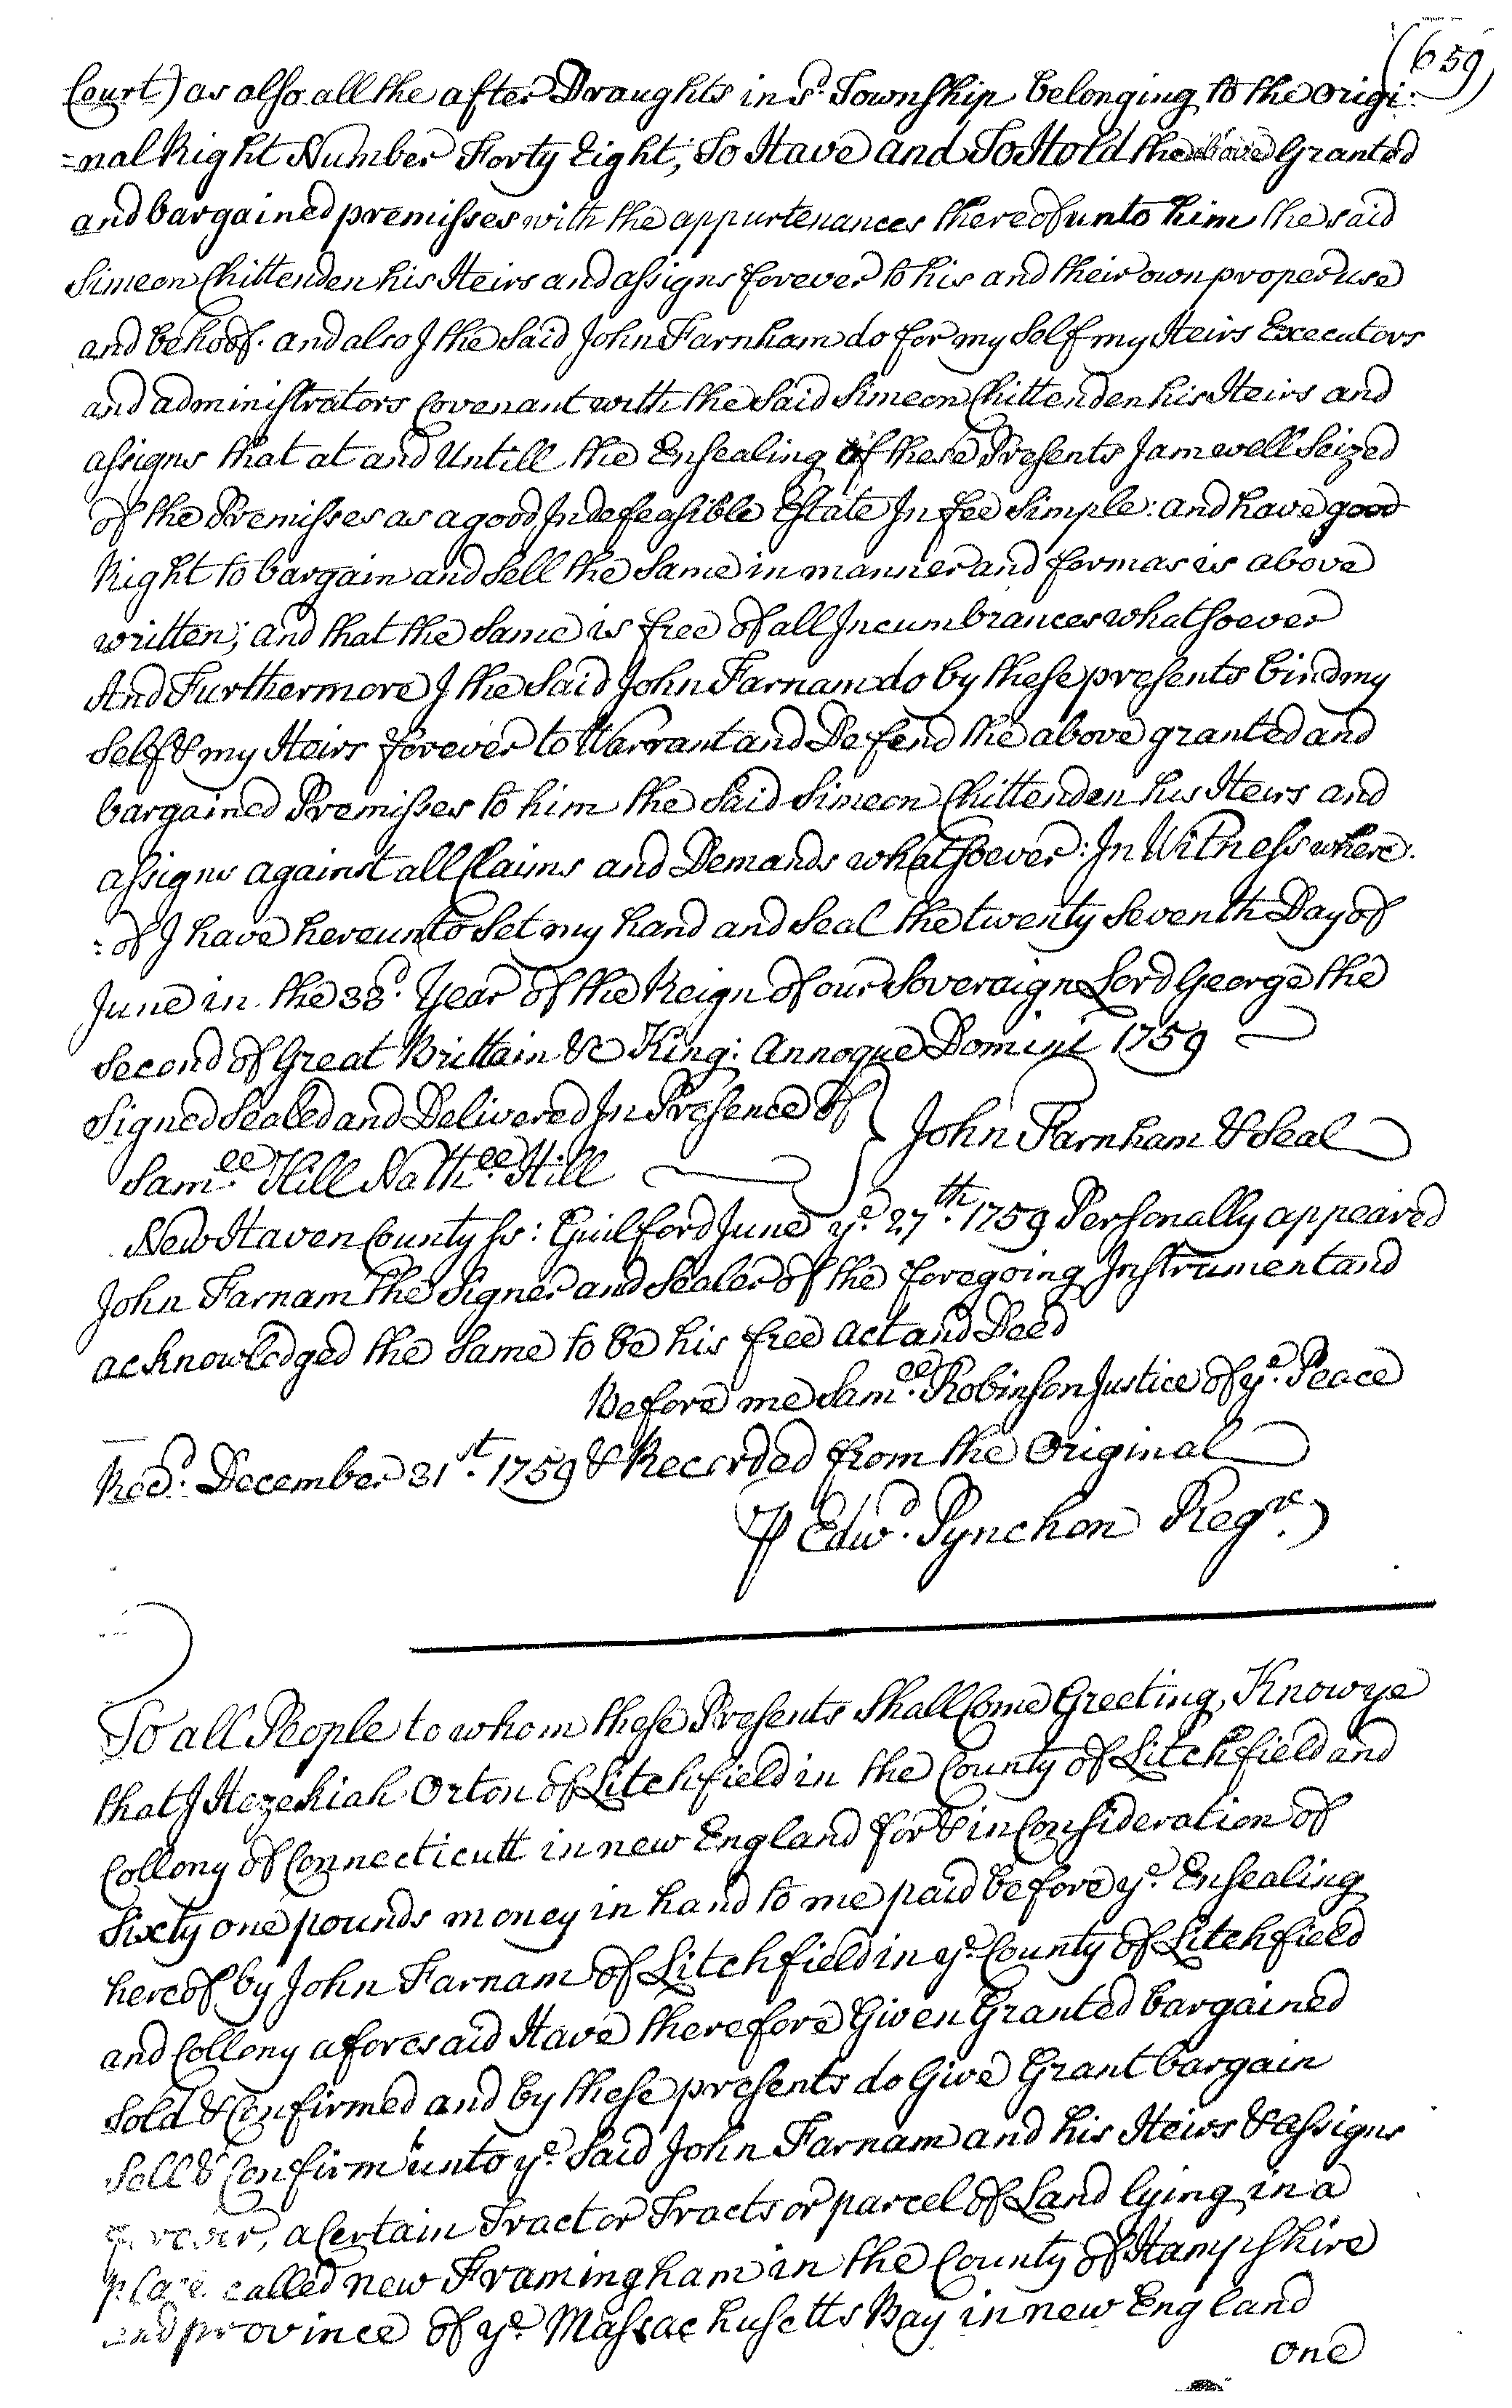 (659)
Court) as also all the after Draughts in sd. Township belonging to the Origi:
=nal Right Number Forty Eight; To Have and To Hold the above Granted
and bargained premisses with the appurtenances thereof unto him the said
Simeon Chittenden his Heirs and assigns forever to his and their own proper use
and behoof. and also I the Said John Farnham do for my Self my Heirs Executors
and administrators Covenant with the Said Simeon Chittenden his Heirs and
assigns that at and Untill the Ensealing of these Presents I am well Seized
of the Premisses as a good Indefeasible Estate In fee Simple: and have good
Right to bargain and Sell the Same in manner and form as is above
written; and that the Same is free of all Incumbrances whatsoever
And Furthermore I the Said John Farnam do by these presents bind my
Self & my Heirs forever to Warrant and Defend the above granted and
bargained Premisses to him the Said Simeon Chittenden his Heirs and
assigns against all Claims and Demands whatsoever: In Witness where:
=of I have hereunto Set my hand and Seal the twenty Seventh Day of
June in the 33d. Year of the Reign of our Soveraign Lord George the
Second of Great Brittain &c King: Annoque Domini 1759
Signed Sealed and Delivered In Presence of } John Farnham & Seal
Samll. Hill Nathll. Hill
New Haven County Ss: Guilford June ye. 27th. 1759 Personally appeared
John Farnam the Signer and Sealer of the foregoing Instrument and
acknowledged the Same to be his free act and Deed
Before me Samll. Robinson Justice of ye. Peace
Recd. December 31st. 1759 & Recorded from the Original
⅌ Edwd. Pynchon Regr.
To all People to whom these Presents Shall Come Greeting, Know ye
that I Hezekiah Orton of Litchfield in the County of Litchfield and
Collony of Connecticutt in new England for & in Consideration of
Sixty one pounds money in hand to me paid before ye. Ensealing
hereof by John Farnam of Litchfield in ye. County of Litchfield
and Collony aforesaid Have therefore Given Granted bargained
Sold & Confirmed and by these presents do Give Grant bargain
Sell & Confirm unto ye. Said John Farnam and his Heirs & assigns
forever, a Certain Tract or Tracts or parcel of Land lying in a
place called new Framingham in the County of Hampshire
and province of ye. Massachusetts Bay in new England
one